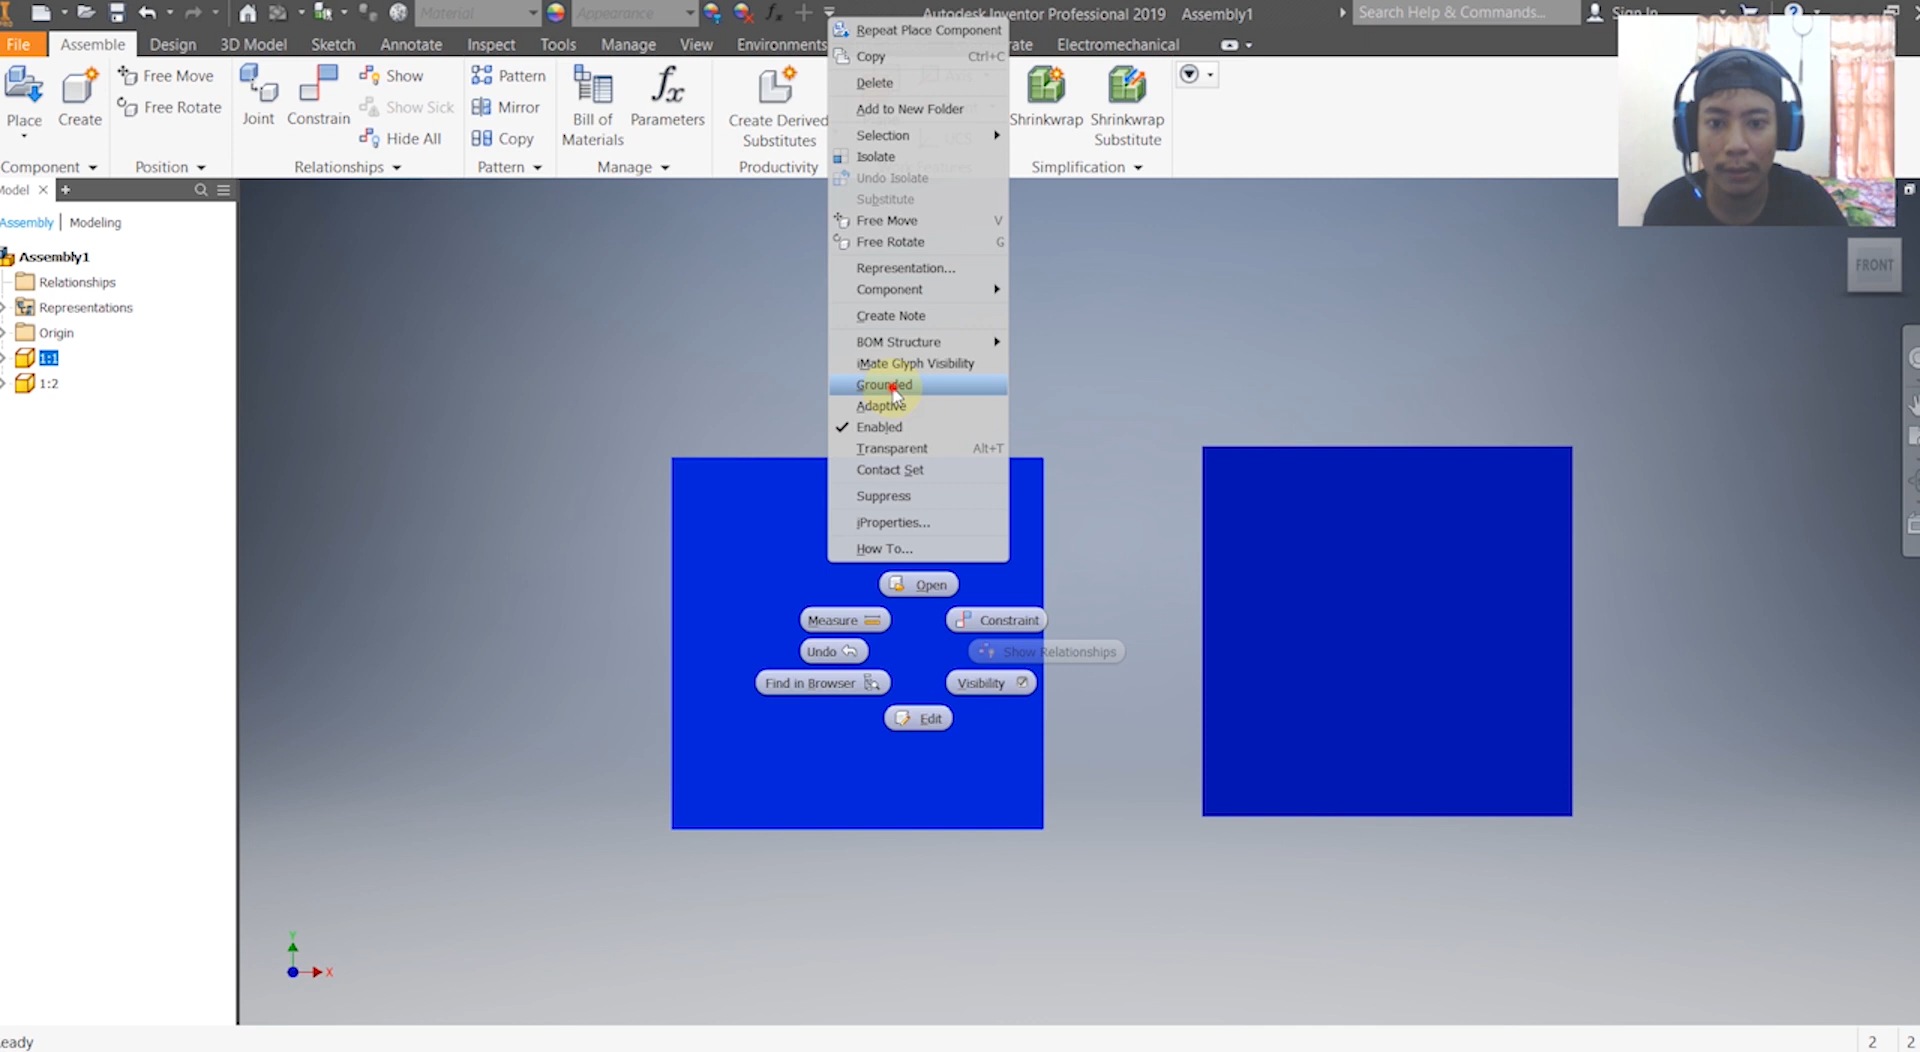 Material
Appearance
Autodesk Inventor Professional 2019 Assembly1
Search Help & Commands...
Sign In
File
Assemble
Design
3D Model
Sketch
Annotate
Inspect
Tools
Manage
View
Environments
Electromechanical
Place
Create
Free Move
Free Rotate
Joint
Constrain
Show
Show Sick
Hide All
Pattern
Mirror
Copy
Bill of
Materials
fx
Parameters
Create Derived
Substitutes
Shrinkwrap
Shrinkwrap
Substitute
Component
Position
Relationships
Pattern
Manage
Productivity
Simplification
Assembly
Modeling
Assembly1
Relationships
Representations
Origin
1:1
1:2
Repeat Place Component
Copy Ctrl+C
Delete
Add to New Folder
Selection
Isolate
Undo Isolate
Substitute
Free Move V
Free Rotate G
Representation...
Component
Create Note
BOM Structure
iMate Glyph Visibility
Grounded
Adaptive
Enabled
Transparent Alt+T
Contact Set
Suppress
iProperties...
How To...
Open
Measure
Constraint
Undo
Show Relationships
Find in Browser
Visibility
Edit
FRONT
Y
X
2 2